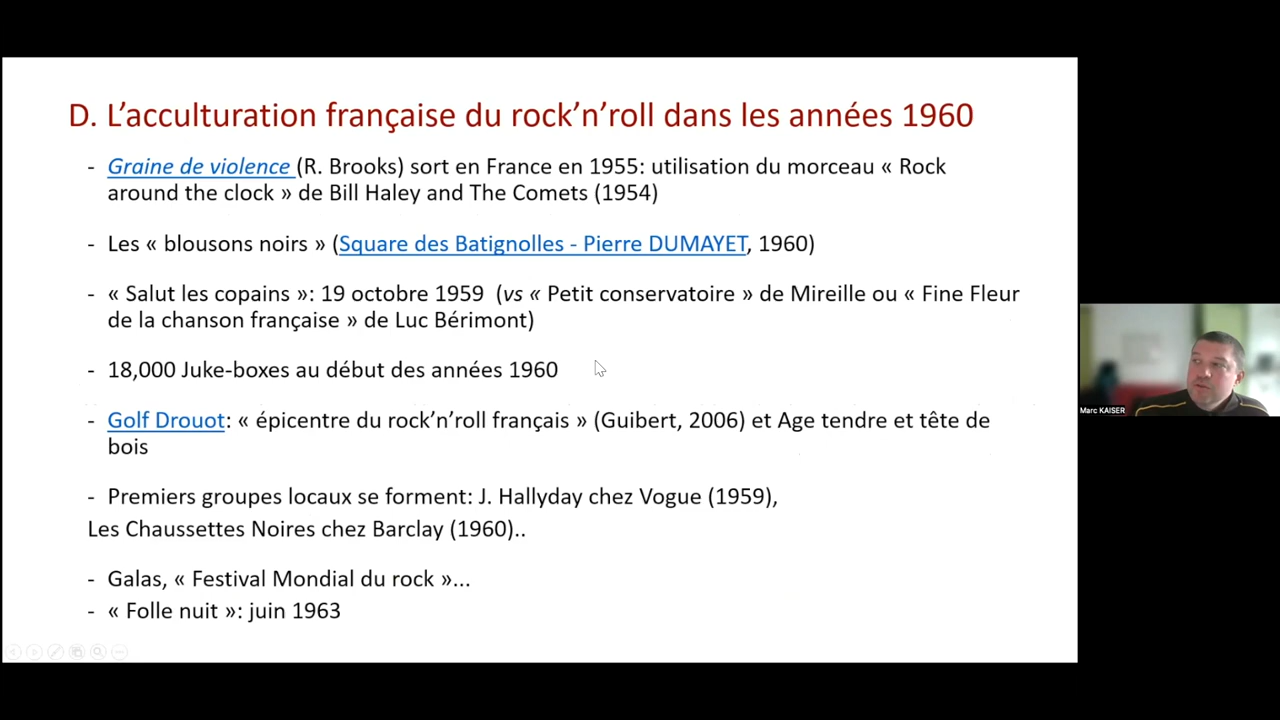 D. L’acculturation française du rock’n’roll dans les années 1960
- Graine de violence (R. Brooks) sort en France en 1955: utilisation du morceau « Rock
around the clock » de Bill Haley and The Comets (1954)
- Les « blousons noirs » (Square des Batignolles - Pierre DUMAYET, 1960)
- « Salut les copains »: 19 octobre 1959 (vs « Petit conservatoire » de Mireille ou « Fine Fleur
de la chanson française » de Luc Bérimont)
- 18,000 Juke-boxes au début des années 1960
- Golf Drouot: « épicentre du rock’n’roll français » (Guibert, 2006) et Age tendre et tête de
bois
- Premiers groupes locaux se forment: J. Hallyday chez Vogue (1959),
Les Chaussettes Noires chez Barclay (1960)..
- Galas, « Festival Mondial du rock »...
- « Folle nuit »: juin 1963
Marc KAISER